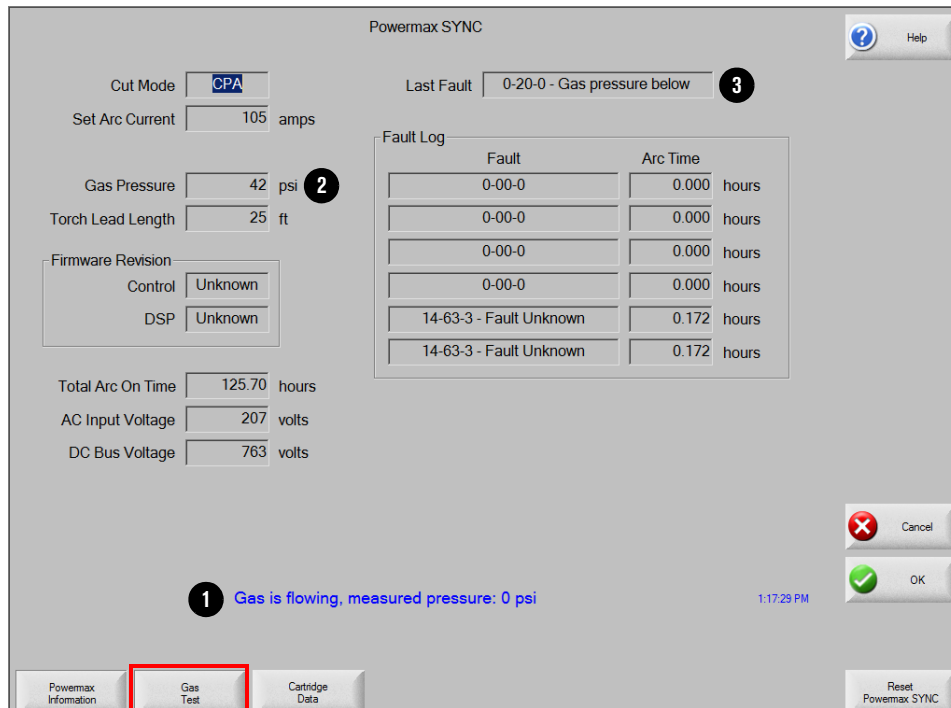 Powermax SYNC
Help
Cut Mode CPA
Last Fault 0-20-0 - Gas pressure below 3
Set Arc Current 105 amps
Fault Log
Fault Arc Time
Gas Pressure 42 psi 2
0-00-0 0.000 hours
Torch Lead Length 25 ft
0-00-0 0.000 hours
Firmware Revision
0-00-0 0.000 hours
Control Unknown
0-00-0 0.000 hours
DSP Unknown
14-63-3 - Fault Unknown 0.172 hours
14-63-3 - Fault Unknown 0.172 hours
Total Arc On Time 125.70 hours
AC Input Voltage 207 volts
DC Bus Voltage 763 volts
Cancel
OK
1 Gas is flowing, measured pressure: 0 psi
1:17:29 PM
Powermax
Information
Gas
Test
Cartridge
Data
Reset
Powermax SYNC